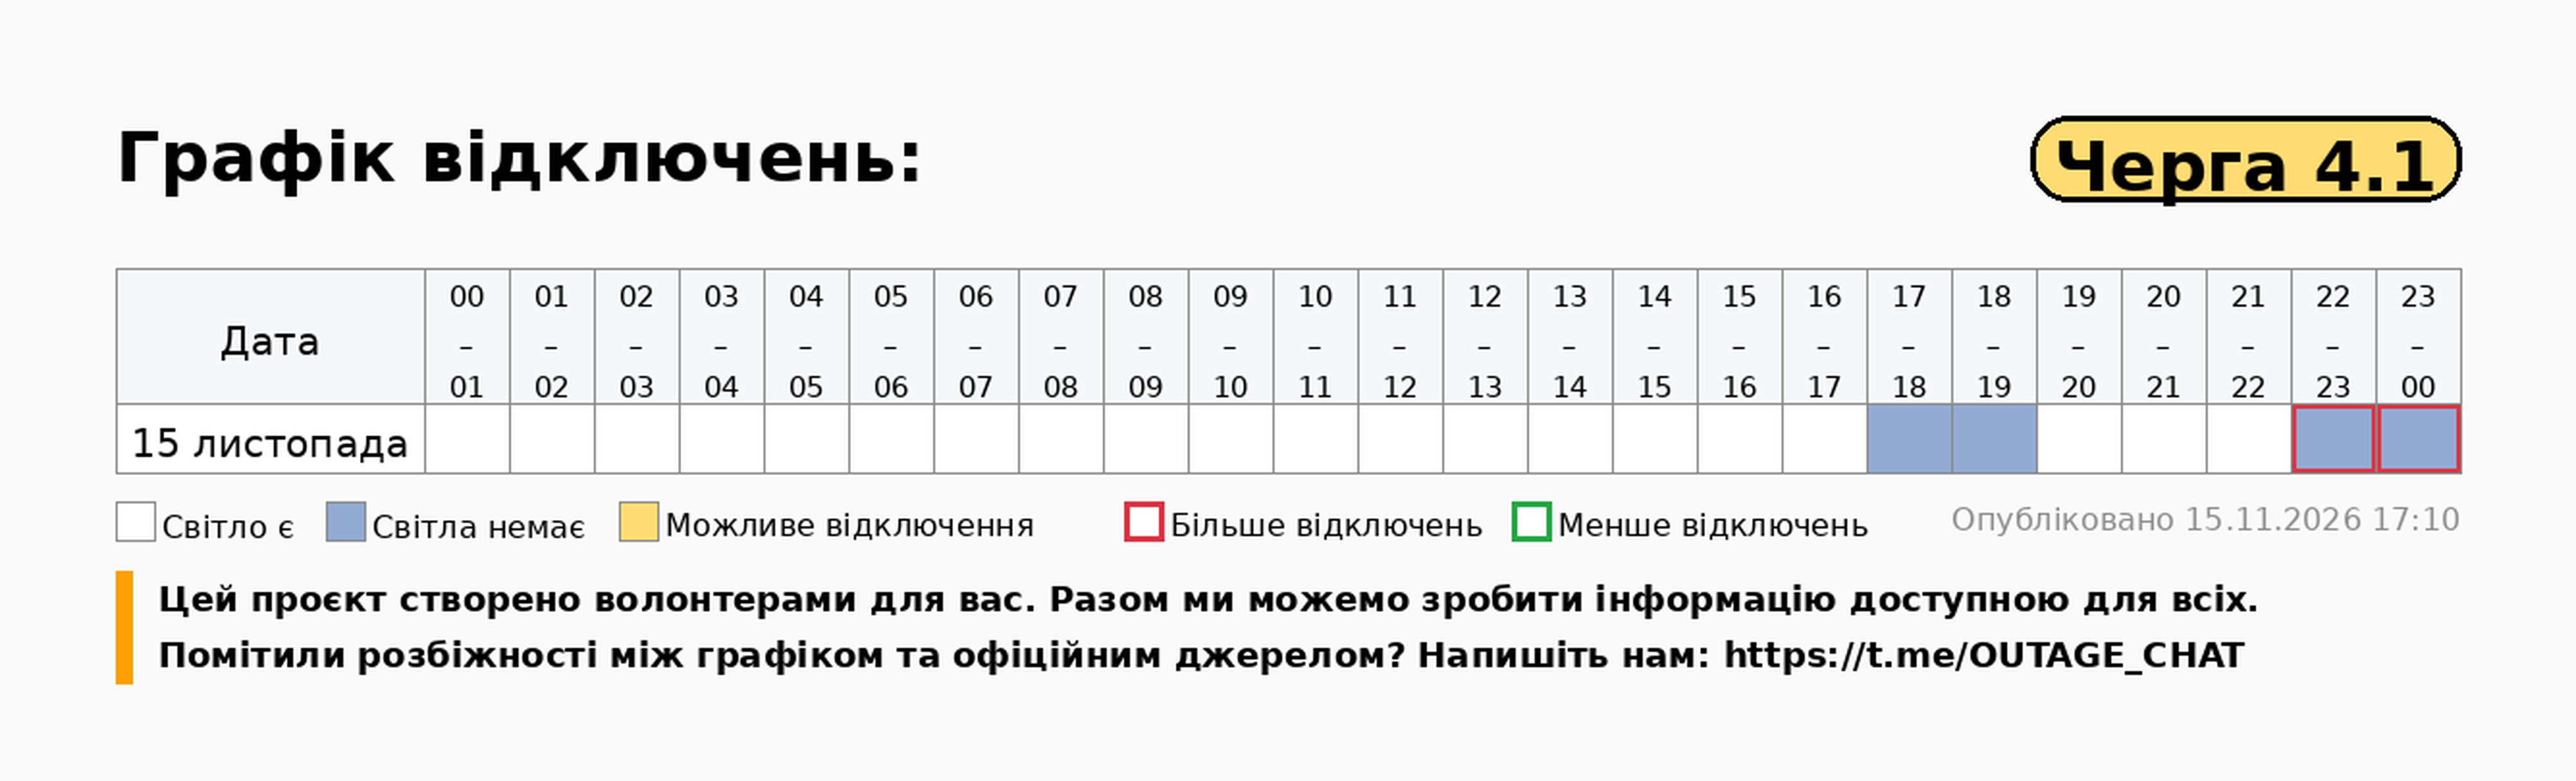 Графік відключень:
Черга 4.1
Дата
00 – 01
01 – 02
02 – 03
03 – 04
04 – 05
05 – 06
06 – 07
07 – 08
08 – 09
09 – 10
10 – 11
11 – 12
12 – 13
13 – 14
14 – 15
15 – 16
16 – 17
17 – 18
18 – 19
19 – 20
20 – 21
21 – 22
22 – 23
23 – 00
15 листопада
Світло є
Світла немає
Можливе відключення
Більше відключень
Менше відключень
Опубліковано 15.11.2026 17:10
Цей проєкт створено волонтерами для вас. Разом ми можемо зробити інформацію доступною для всіх.
Помітили розбіжності між графіком та офіційним джерелом? Напишіть нам: https://t.me/OUTAGE_CHAT